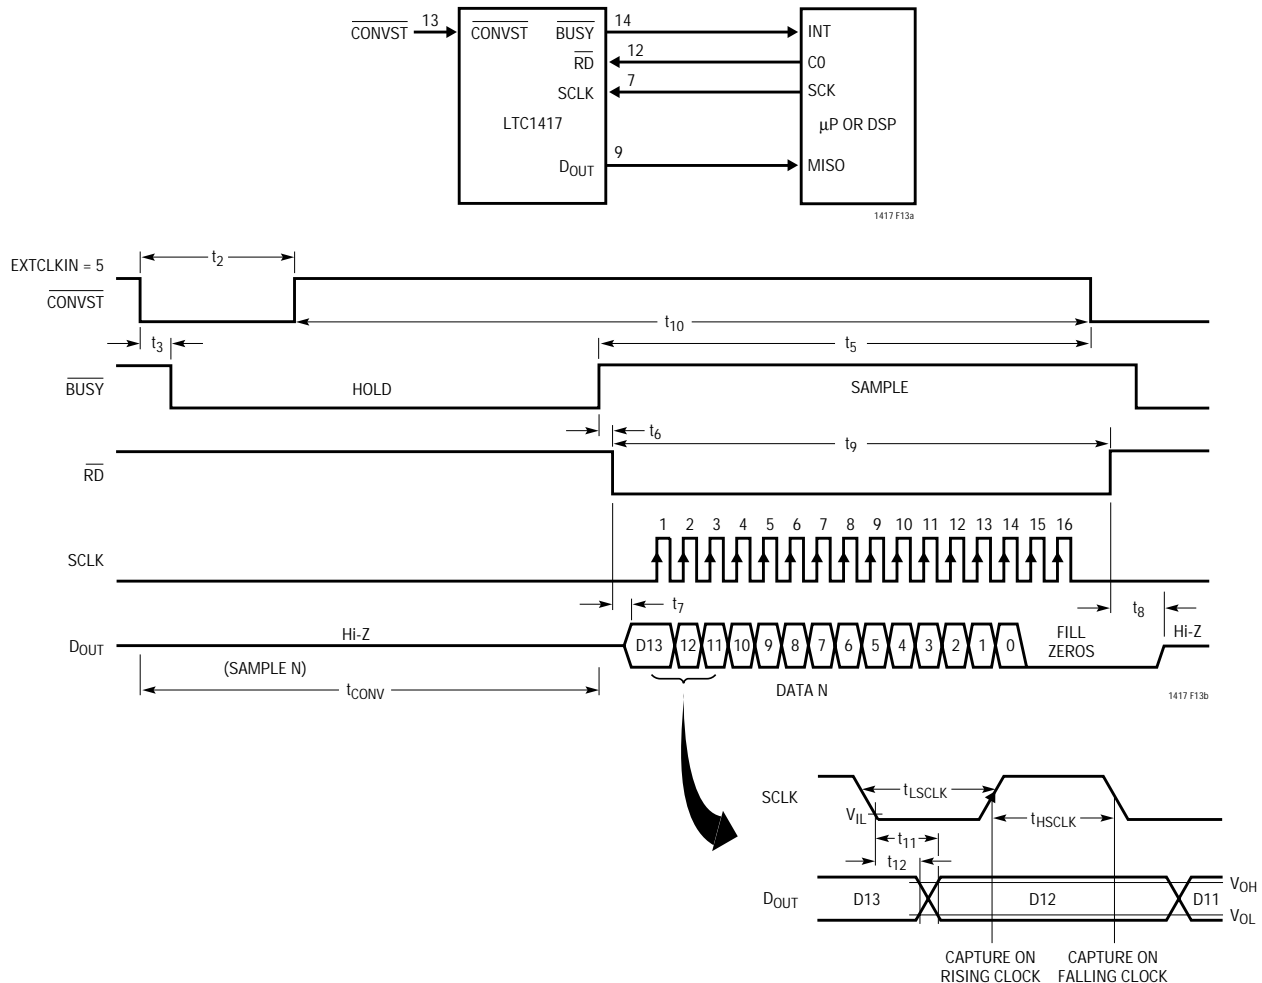 CONVST 13 CONVST BUSY 14 INT
RD 12 C0
SCLK 7 SCK
LTC1417 µP OR DSP
DOUT 9 MISO
1417 F13a
EXTCLKIN = 5 t2
CONVST
t10
t3 t5
BUSY HOLD SAMPLE
t6 t9
RD
1 2 3 4 5 6 7 8 9 10 11 12 13 14 15 16
SCLK
t7 t8
DOUT Hi-Z D13 12 11 10 9 8 7 6 5 4 3 2 1 0 FILL ZEROS Hi-Z
(SAMPLE N)
tCONV DATA N 1417 F13b
SCLK tLSCLK
VIL tHSCLK
t11
t12
VOH
DOUT D13 D12 D11
VOL
CAPTURE ON CAPTURE ON
RISING CLOCK FALLING CLOCK